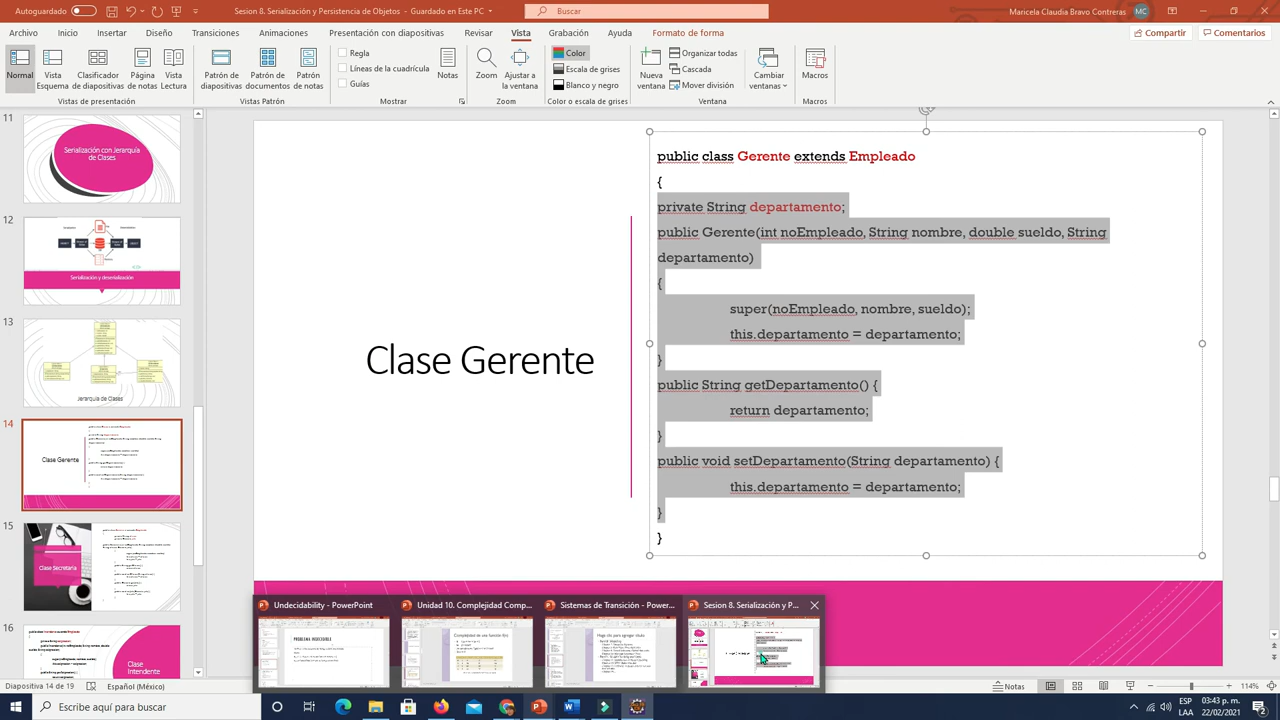 Autoguardado
Sesion 8. Serialización y Persistencia de Objetos - Guardado en Este PC
Buscar
Maricela Claudia Bravo Contreras
MC
Archivo Inicio Insertar Diseño Transiciones Animaciones Presentación con diapositivas Revisar Vista Grabación Ayuda Formato de forma
Compartir
Comentarios
Normal
Vista Esquema
Clasificador de diapositivas
Página de notas
Vista Lectura
Vistas de presentación
Patrón de diapositivas
Patrón de documentos
Patrón de notas
Vistas Patrón
Regla
Líneas de la cuadrícula
Guías
Notas
Mostrar
Zoom
Ajustar a la ventana
Zoom
Color
Escala de grises
Blanco y negro
Color o escala de grises
Nueva ventana
Organizar todas
Cascada
Mover división
Cambiar ventanas
Ventana
Macros
Macros
Serialización con Jerarquía
de Clases
12
Serialización y deserialización
13
Jerarquía de Clases
14
Clase Gerente
15
Clase Secretaria
Clase
Intendente
Clase Gerente
public class Gerente extends Empleado
{
private String departamento;
public Gerente(int noEmpleado, String nombre, double sueldo, String
departamento)
{
super(noEmpleado, nombre, sueldo);
this.departamento = departamento;
}
public String getDepartamento() {
return departamento;
}
public void setDepartamento(String departamento) {
this.departamento = departamento;
}
}
Undecidability - PowerPoint
Unidad 10. Complejidad Comp...
Sistemas de Transición - Power...
Sesion 8. Serialización y P...
PROBLEMA INDECIDIBLE
Diapositiva 14 de 19
Español (México)
Notas
114%
Escribe aquí para buscar
ESP
LAA
03:43 p. m.
22/02/2021
2